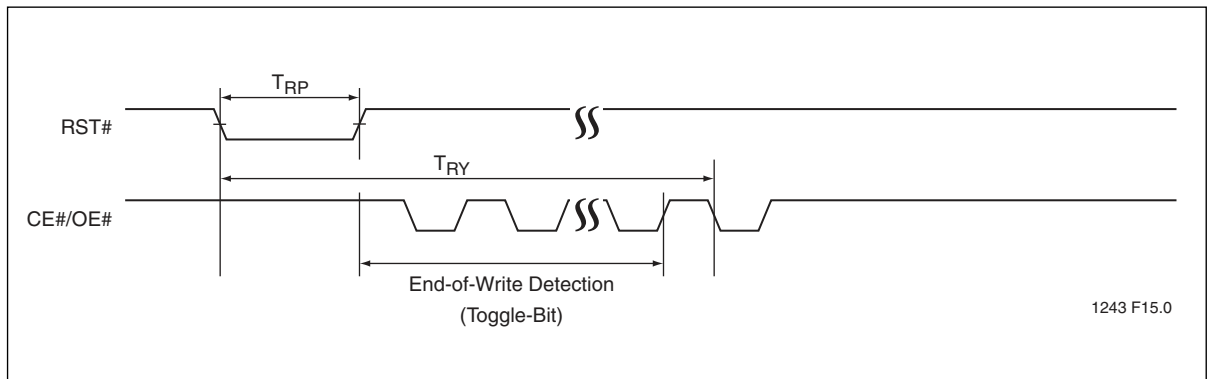 TRP
RST#
TRY
CE#/OE#
End-of-Write Detection
(Toggle-Bit)
1243 F15.0